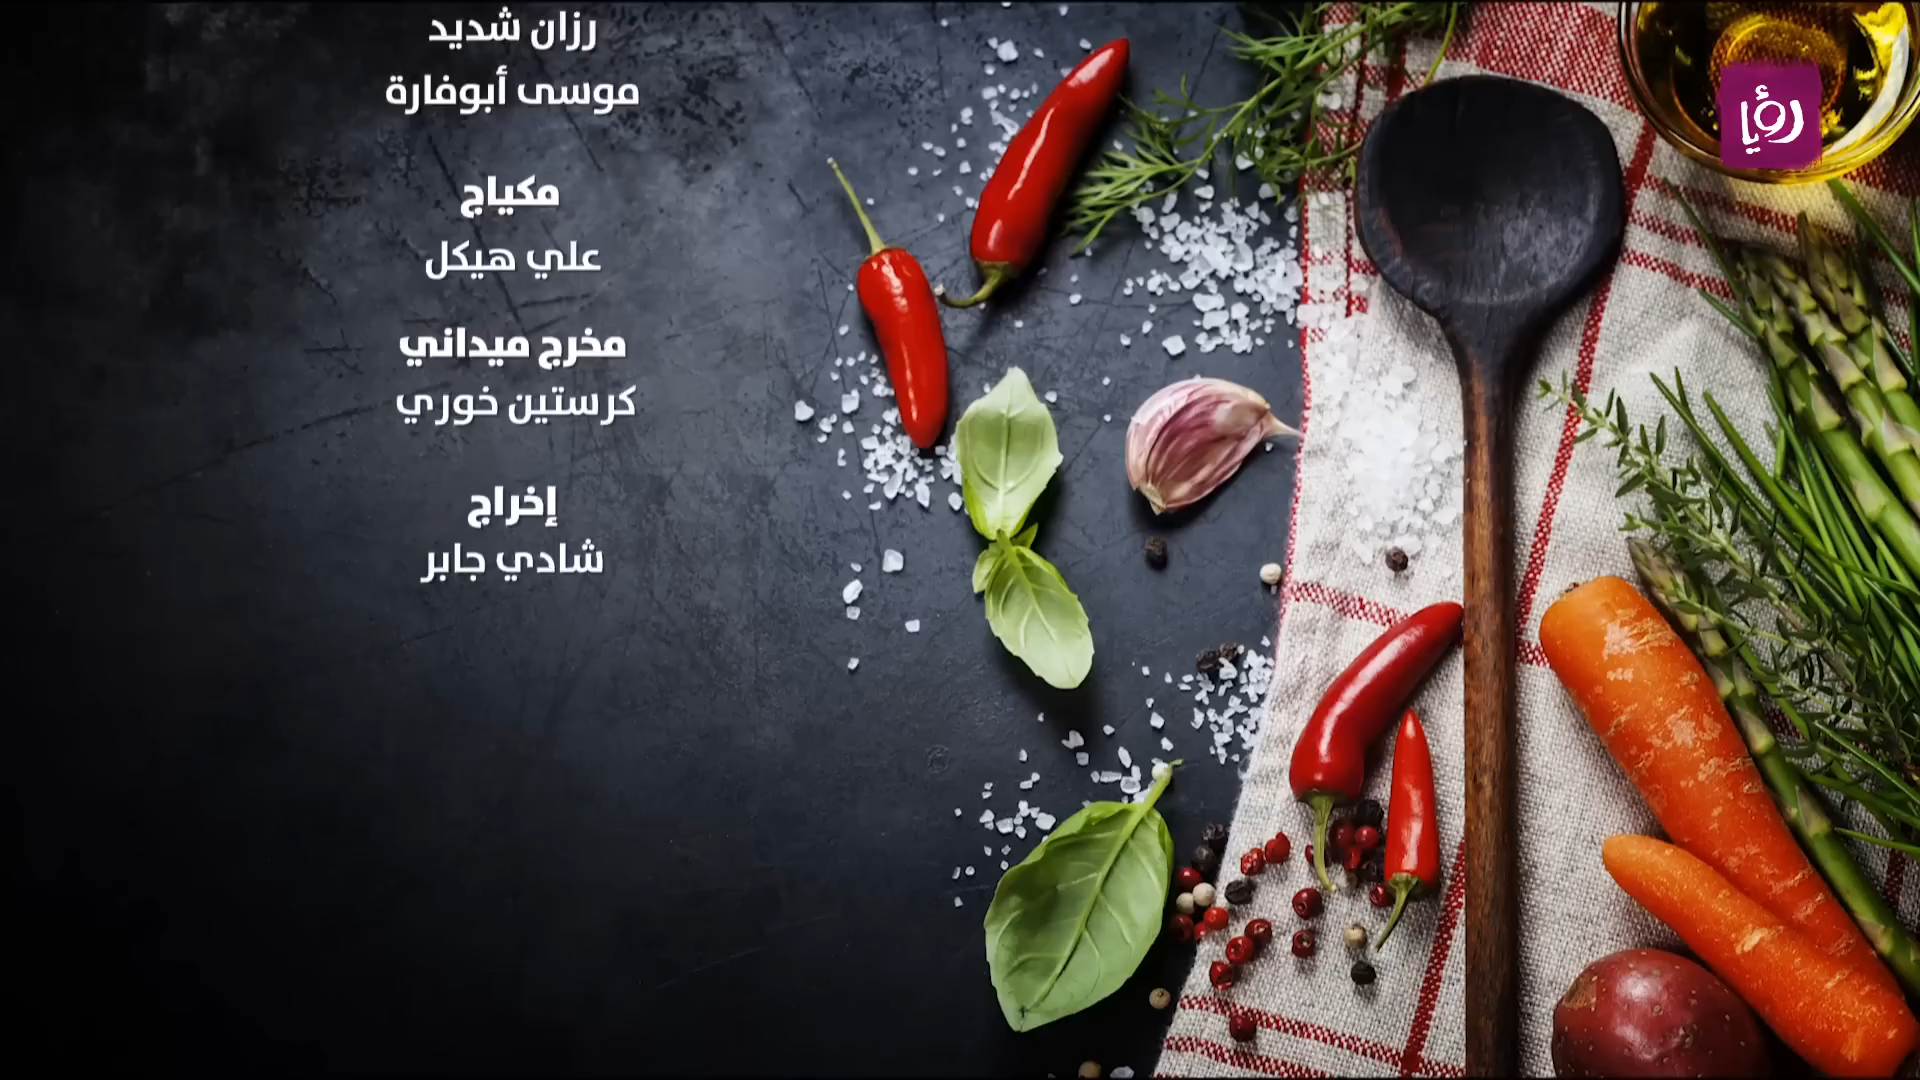 رزان شديد
موسى أبوفارة
مكياج
علي هيكل
مخرج ميداني
كرستين خوري
إخراج
شادي جابر
رؤيا